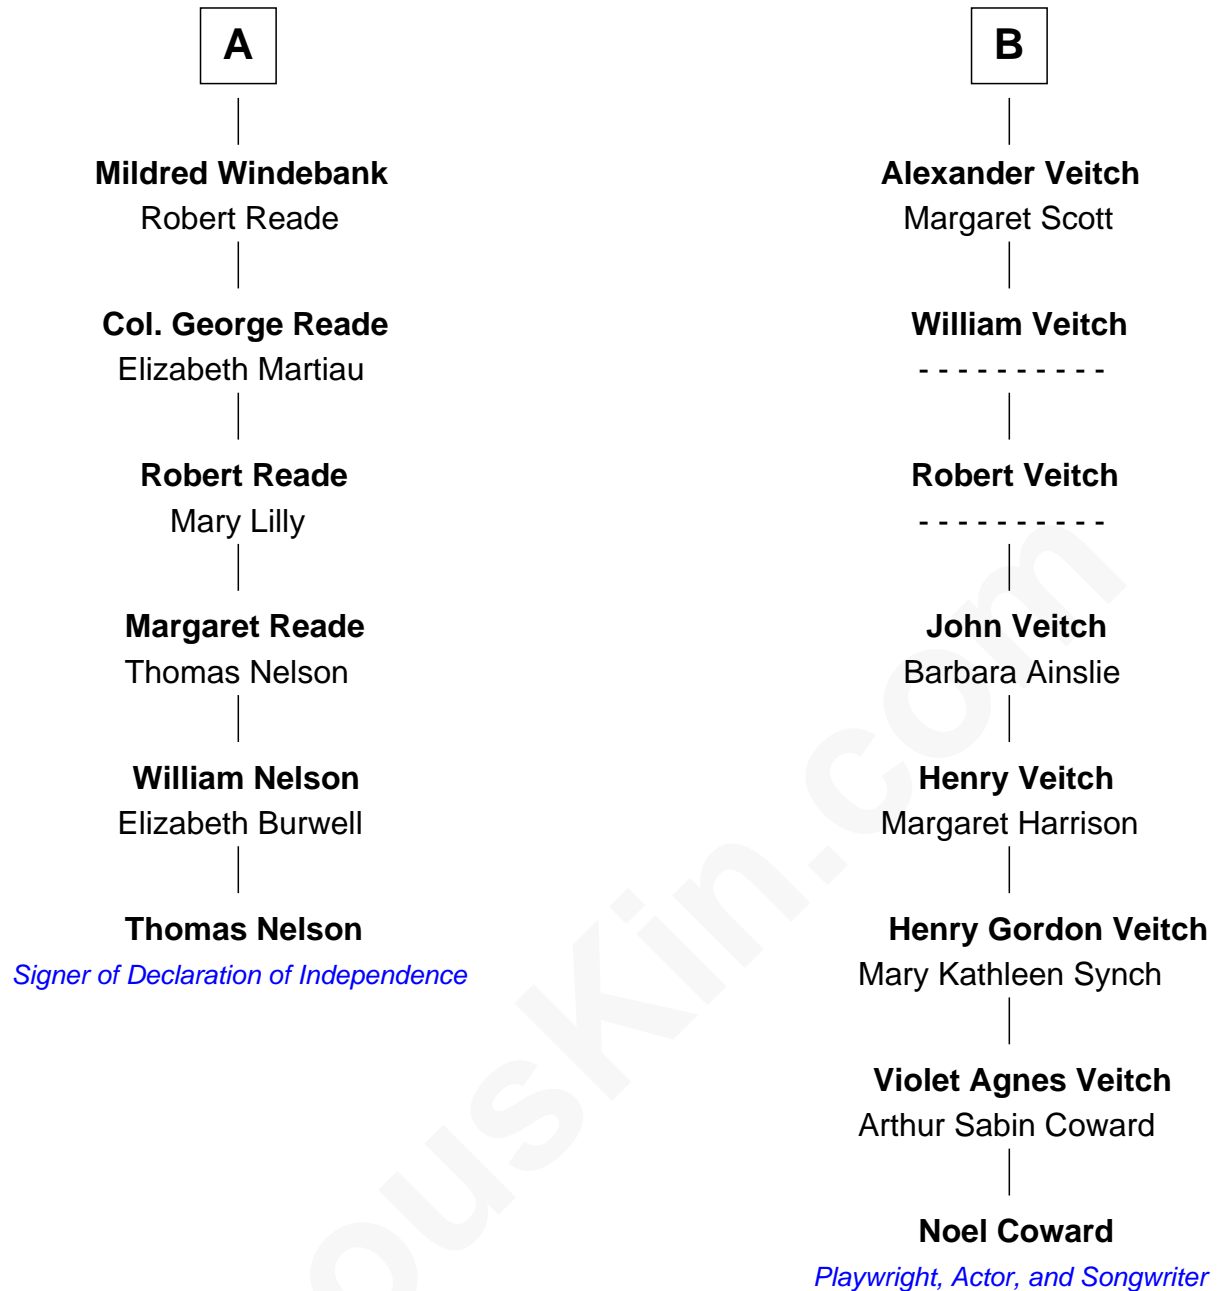 A
Mildred Windebank
Robert Reade
Col. George Reade
Elizabeth Martiau
Robert Reade
Mary Lilly
Margaret Reade
Thomas Nelson
William Nelson
Elizabeth Burwell
Thomas Nelson
Signer of Declaration of Independence
B
Alexander Veitch
Margaret Scott
William Veitch
- - - - - - - - - -
Robert Veitch
- - - - - - - - - -
John Veitch
Barbara Ainslie
Henry Veitch
Margaret Harrison
Henry Gordon Veitch
Mary Kathleen Synch
Violet Agnes Veitch
Arthur Sabin Coward
Noel Coward
Playwright, Actor, and Songwriter
ouskin.com